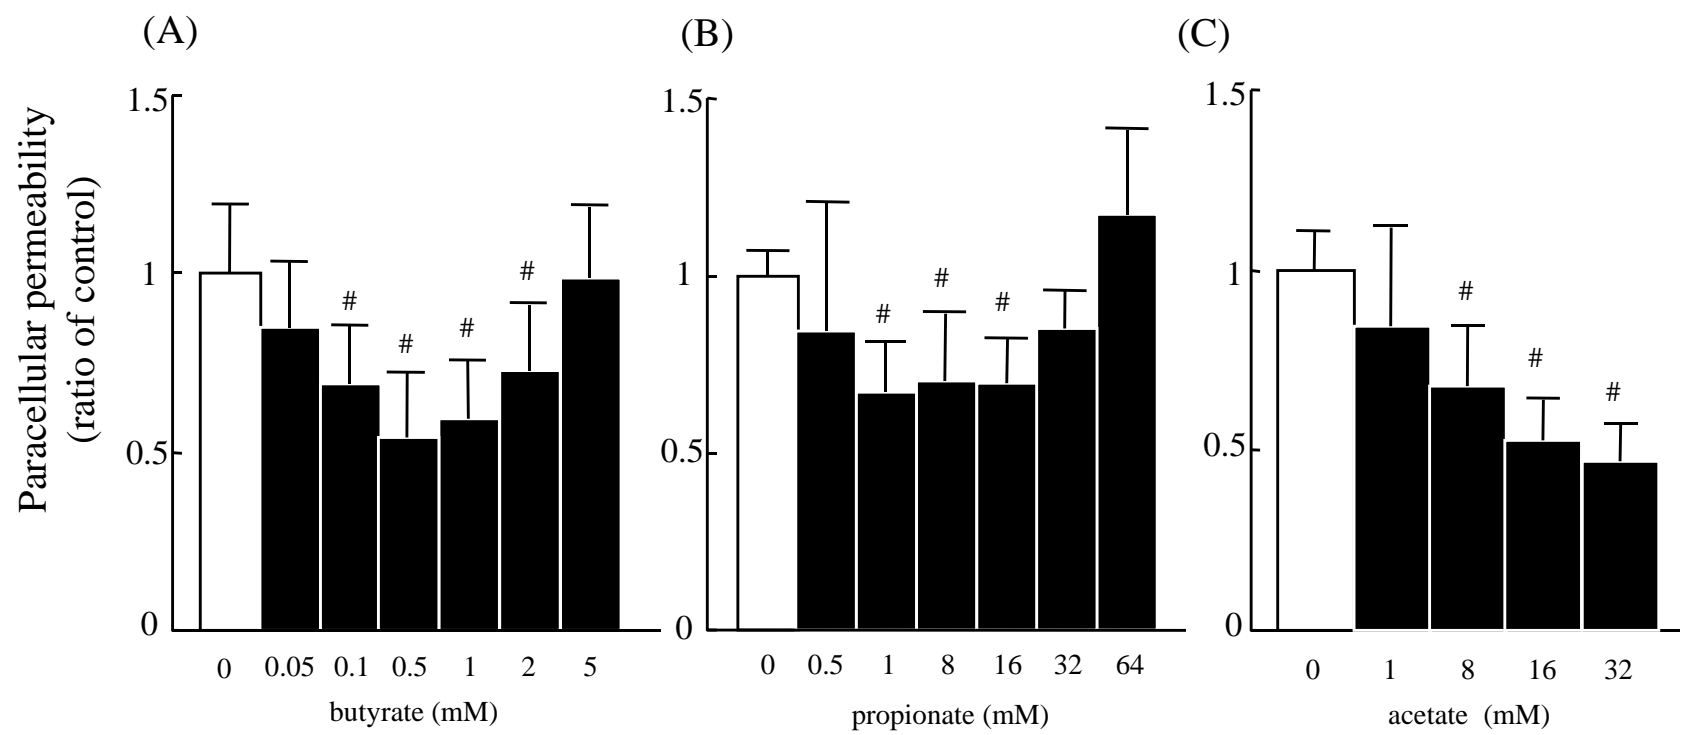 (A)
(B)
(C)
Paracellular permeability
(ratio of control)
1.5
1
0.5
0
#
#
#
#
0 0.05 0.1 0.5 1 2 5
butyrate (mM)
1.5
1
0.5
0
#
#
#
0 0.5 1 8 16 32 64
propionate (mM)
1.5
1
0.5
0
#
#
#
0 1 8 16 32
acetate (mM)